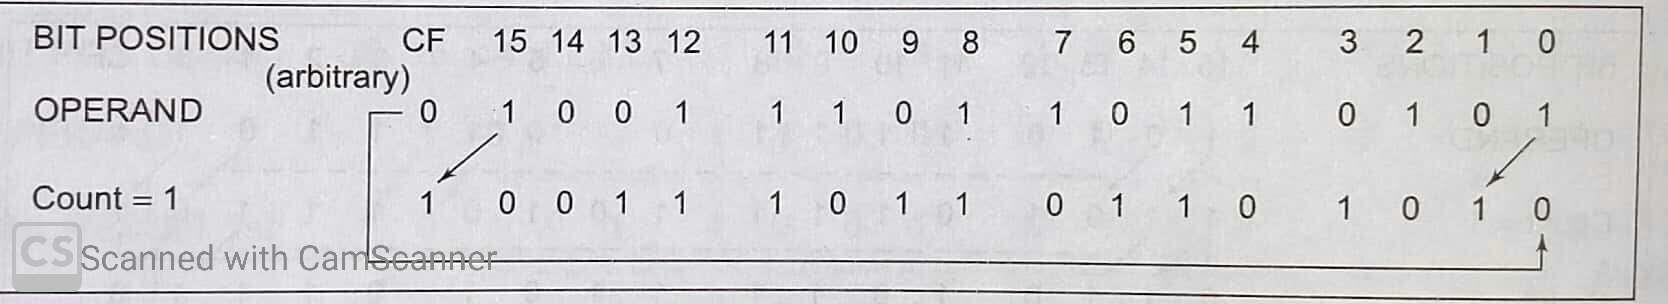 BIT POSITIONS CF 15 14 13 12 11 10 9 8 7 6 5 4 3 2 1 0
(arbitrary)
OPERAND 0 1 0 0 1 1 1 0 1 1 0 1 1 0 1 0 1
Count = 1 1 0 0 1 1 1 0 1 1 0 1 1 0 1 0 1 0
CS Scanned with CamScanner